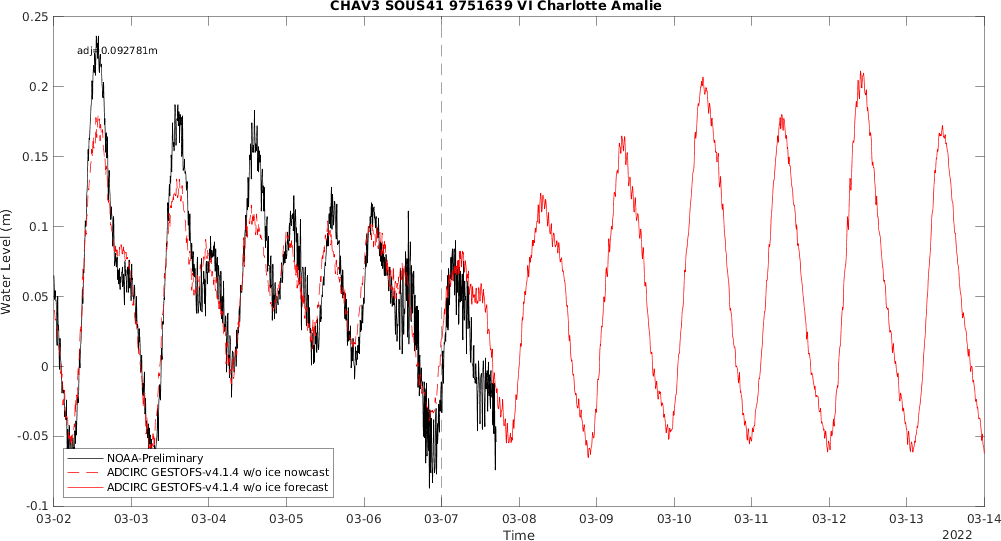 CHAV3 SOUS41 9751639 VI Charlotte Amalie
0.25
adj=0.092781m
0.2
0.15
0.1
0.05
0
-0.05
-0.1
Water Level (m)
NOAA-Preliminary
ADCIRC GESTOFS-v4.1.4 w/o ice nowcast
ADCIRC GESTOFS-v4.1.4 w/o ice forecast
03-02 03-03 03-04 03-05 03-06 03-07 03-08 03-09 03-10 03-11 03-12 03-13 03-14
Time
2022